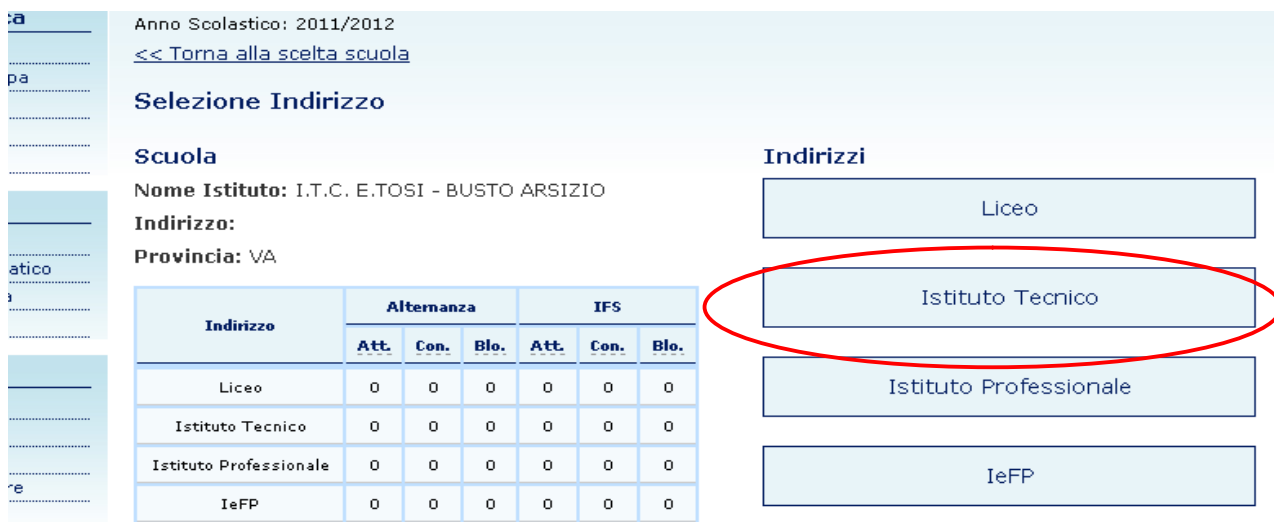 Anno Scolastico: 2011/2012
<< Torna alla scelta scuola
Selezione Indirizzo
Scuola
Nome Istituto: I.T.C. E.TOSI - BUSTO ARSIZIO
Indirizzo:
Provincia: VA
Indirizzo Alternanza IFS
Att. Con. Blo. Att. Con. Blo.
Liceo 0 0 0 0 0 0
Istituto Tecnico 0 0 0 0 0 0
Istituto Professionale 0 0 0 0 0 0
IeFP 0 0 0 0 0 0
Indirizzi
Liceo
Istituto Tecnico
Istituto Professionale
IeFP